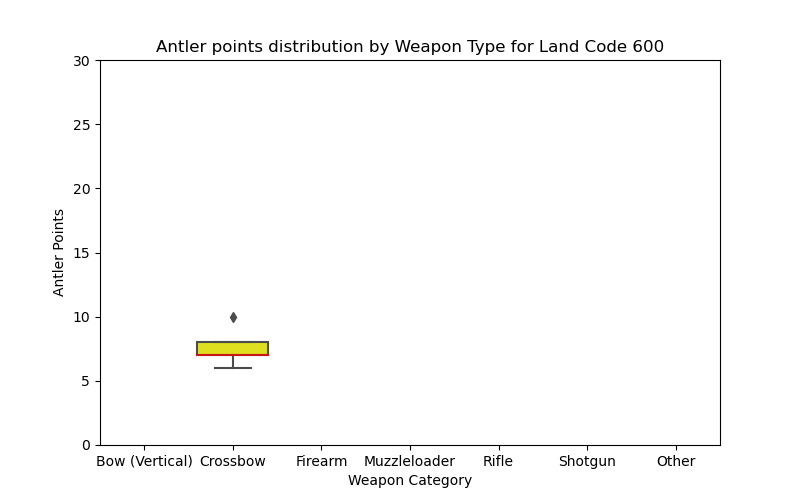 Antler points distribution by Weapon Type for Land Code 600
30
25
20
15
10
5
0
Antler Points
Bow (Vertical) Crossbow Firearm Muzzleloader Rifle Shotgun Other
Weapon Category